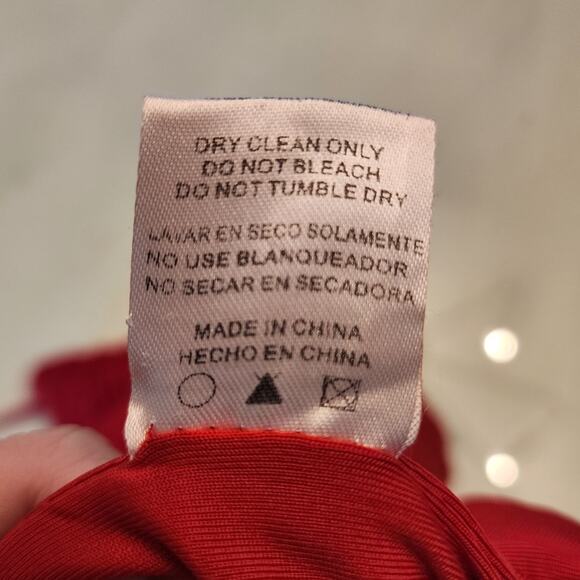 DRY CLEAN ONLY
DO NOT BLEACH
DO NOT TUMBLE DRY
LAVAR EN SECO SOLAMENTE
NO USE BLANQUEADOR
NO SECAR EN SECADORA
MADE IN CHINA
HECHO EN CHINA